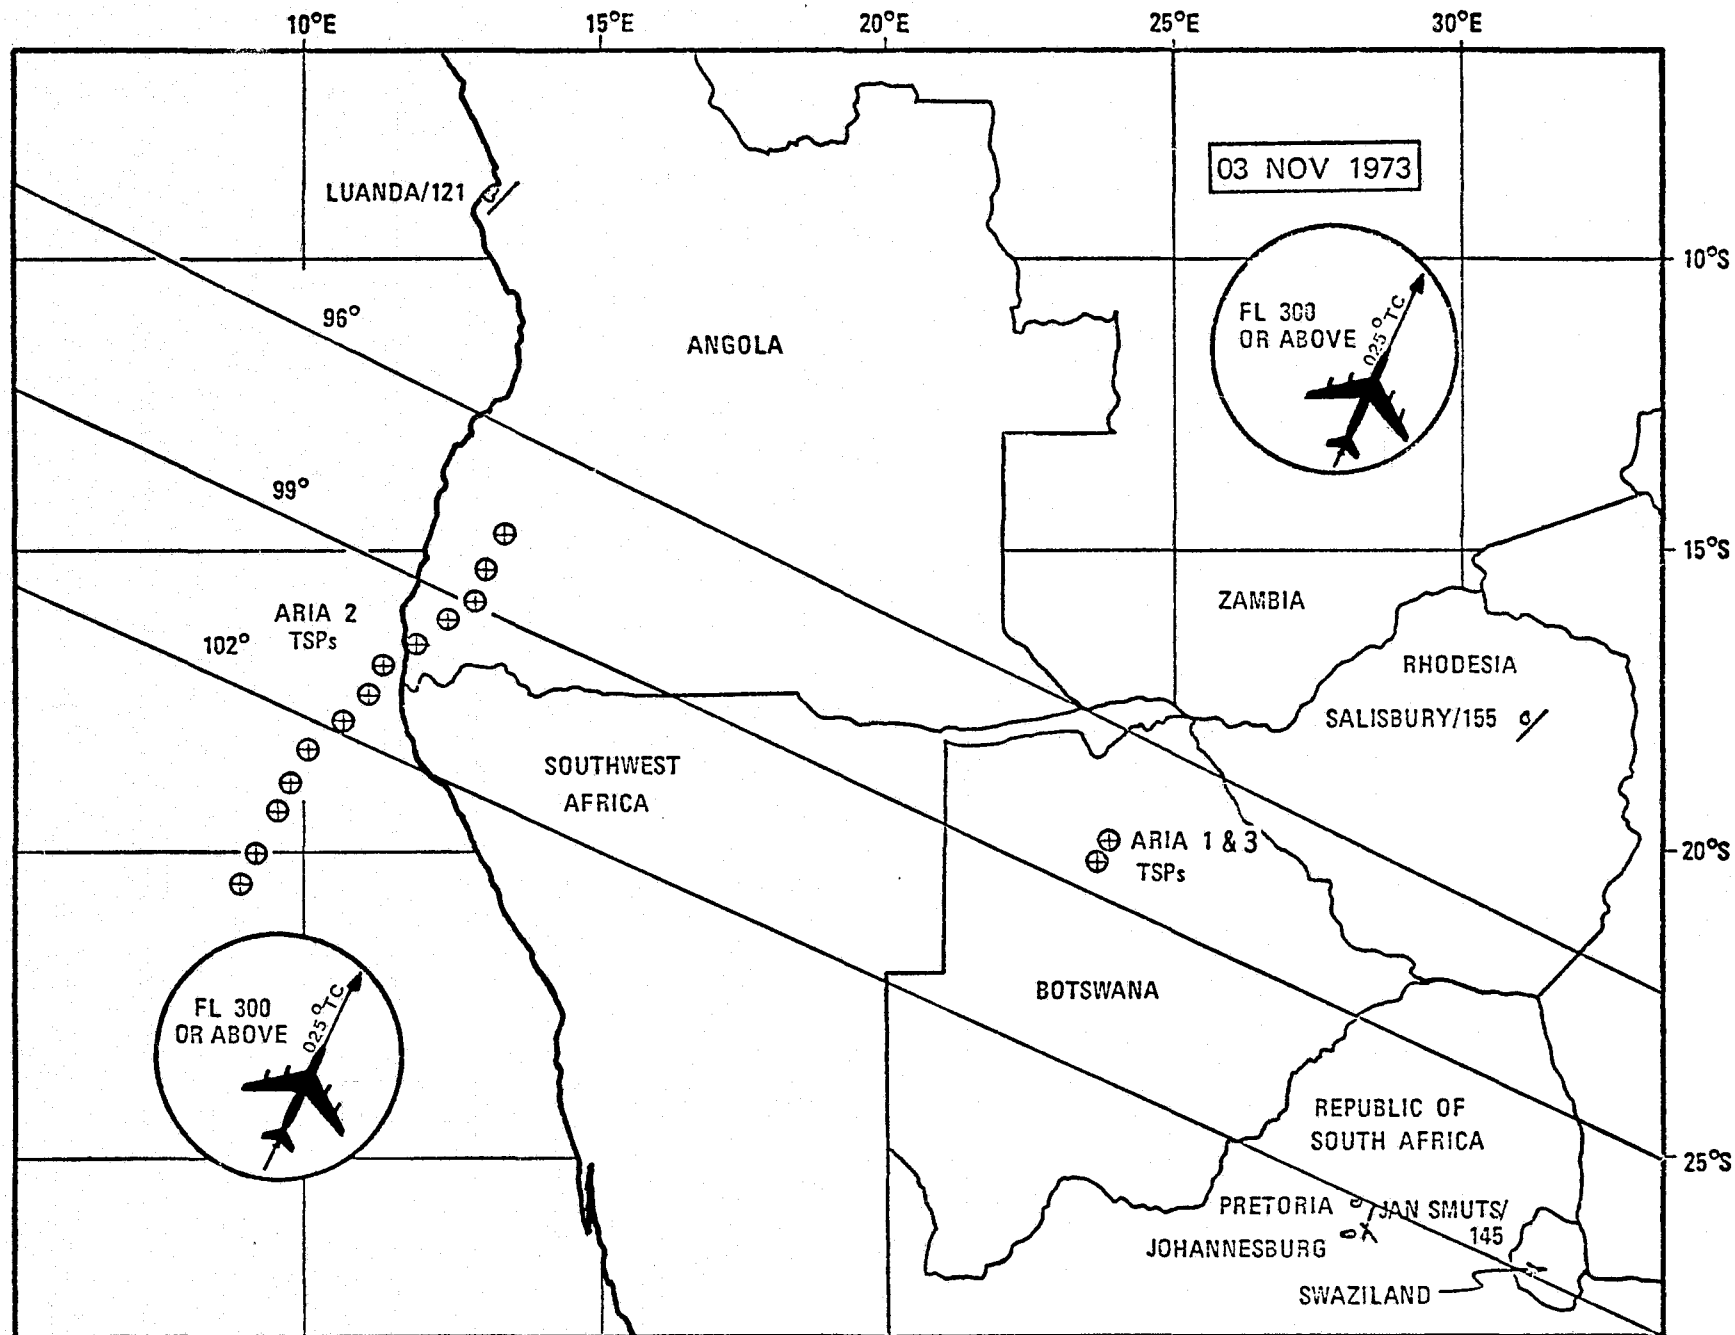 10°E
15°E
20°E
25°E
30°E
03 NOV 1973
LUANDA/121
10°S
96°
ANGOLA
FL 300
OR ABOVE
025° TC
99°
15°S
ARIA 2
TSPs
102°
ZAMBIA
RHODESIA
SALISBURY/155
SOUTHWEST
AFRICA
ARIA 1 & 3
TSPs
20°S
BOTSWANA
FL 300
OR ABOVE
025° TC
REPUBLIC OF
SOUTH AFRICA
25°S
PRETORIA
JAN SMUTS/
145
JOHANNESBURG
SWAZILAND